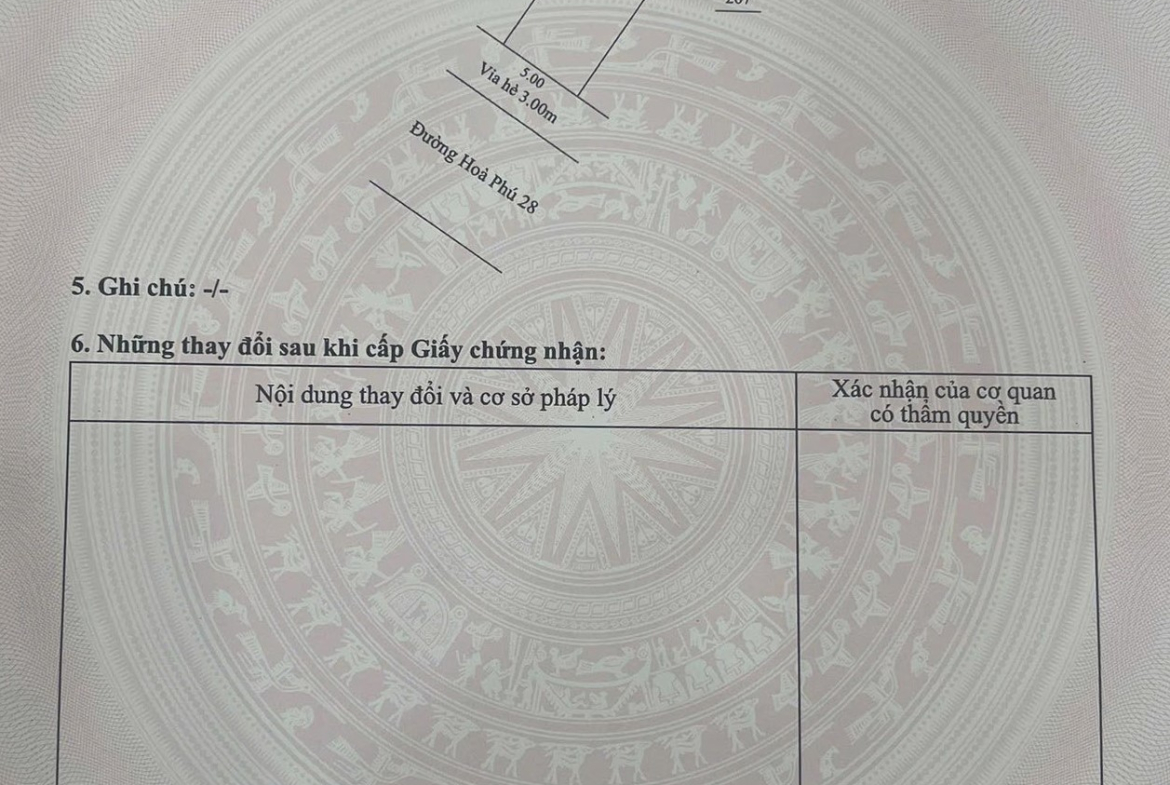 5.00
Vỉa hè 3.00m
Đường Hoà Phú 28
5. Ghi chú: -/-
6. Những thay đổi sau khi cấp Giấy chứng nhận:
Nội dung thay đổi và cơ sở pháp lý
Xác nhận của cơ quan
có thẩm quyền